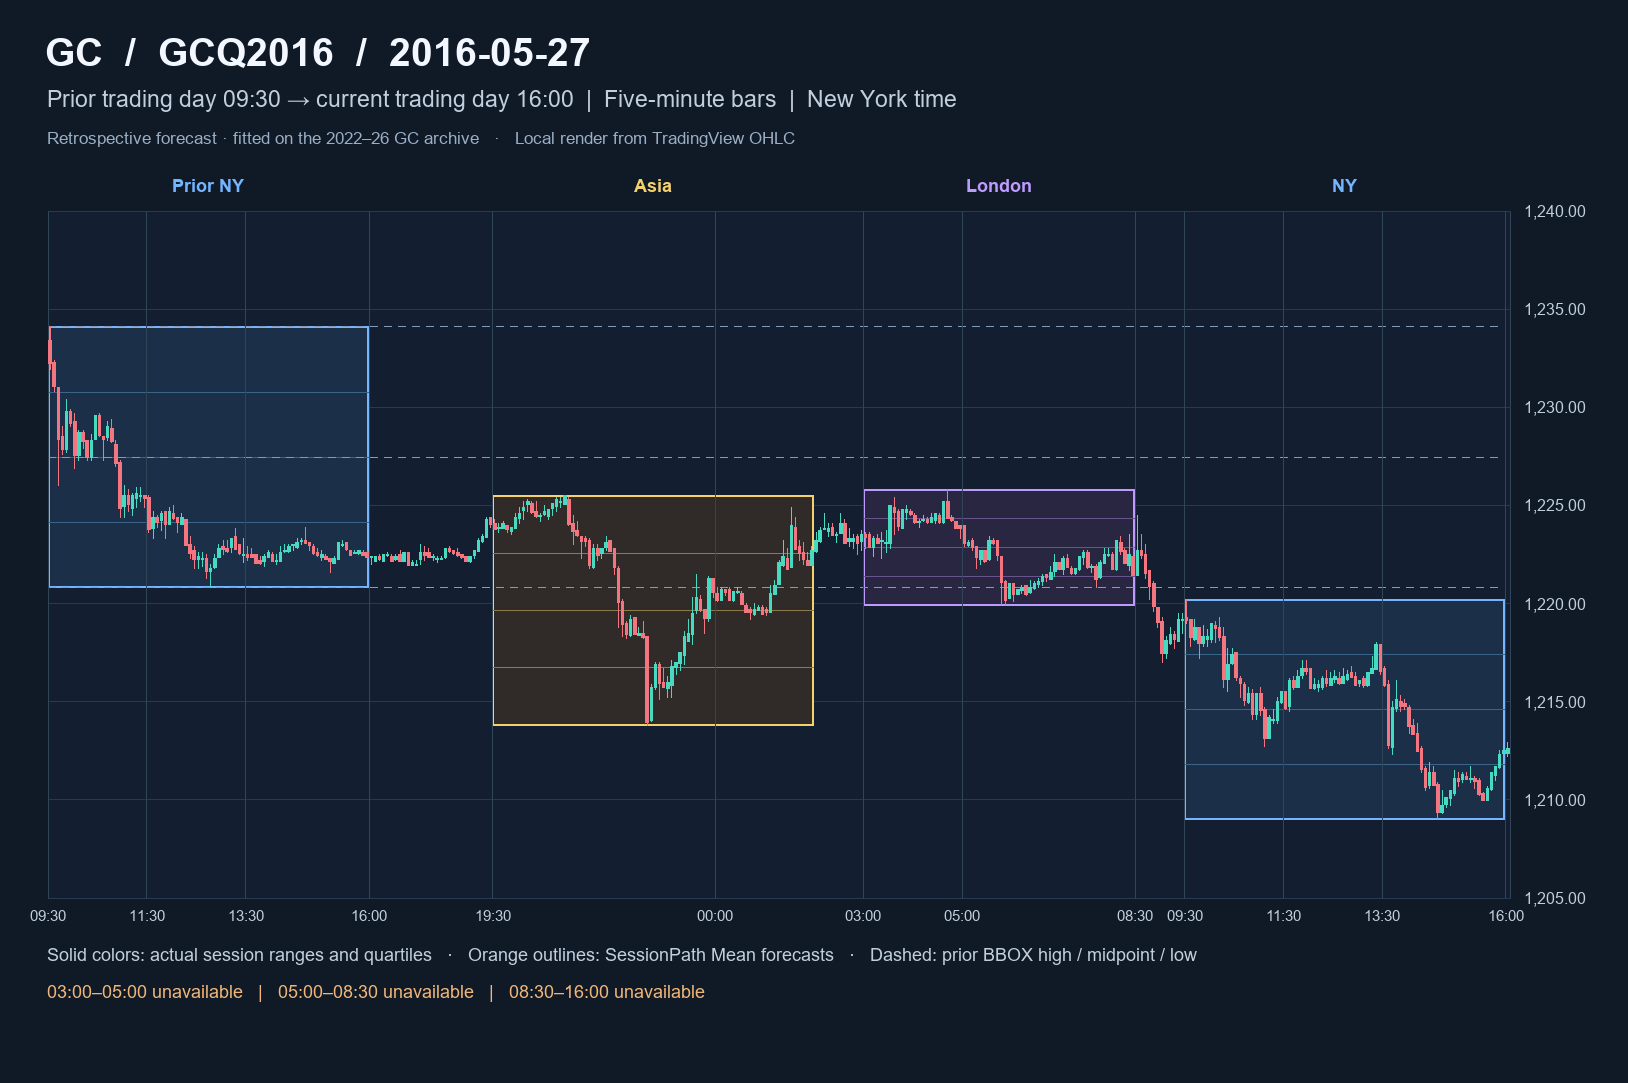 GC / GCQ2016 / 2016-05-27
Prior trading day 09:30 → current trading day 16:00 | Five-minute bars | New York time
Retrospective forecast · fitted on the 2022–26 GC archive · Local render from TradingView OHLC
Prior NY Asia London NY
1,240.00
1,235.00
1,230.00
1,225.00
1,220.00
1,215.00
1,210.00
1,205.00
09:30 11:30 13:30 16:00 19:30 00:00 03:00 05:00 08:30 09:30 11:30 13:30 16:00
Solid colors: actual session ranges and quartiles · Orange outlines: SessionPath Mean forecasts · Dashed: prior BBOX high / midpoint / low
03:00–05:00 unavailable | 05:00–08:30 unavailable | 08:30–16:00 unavailable